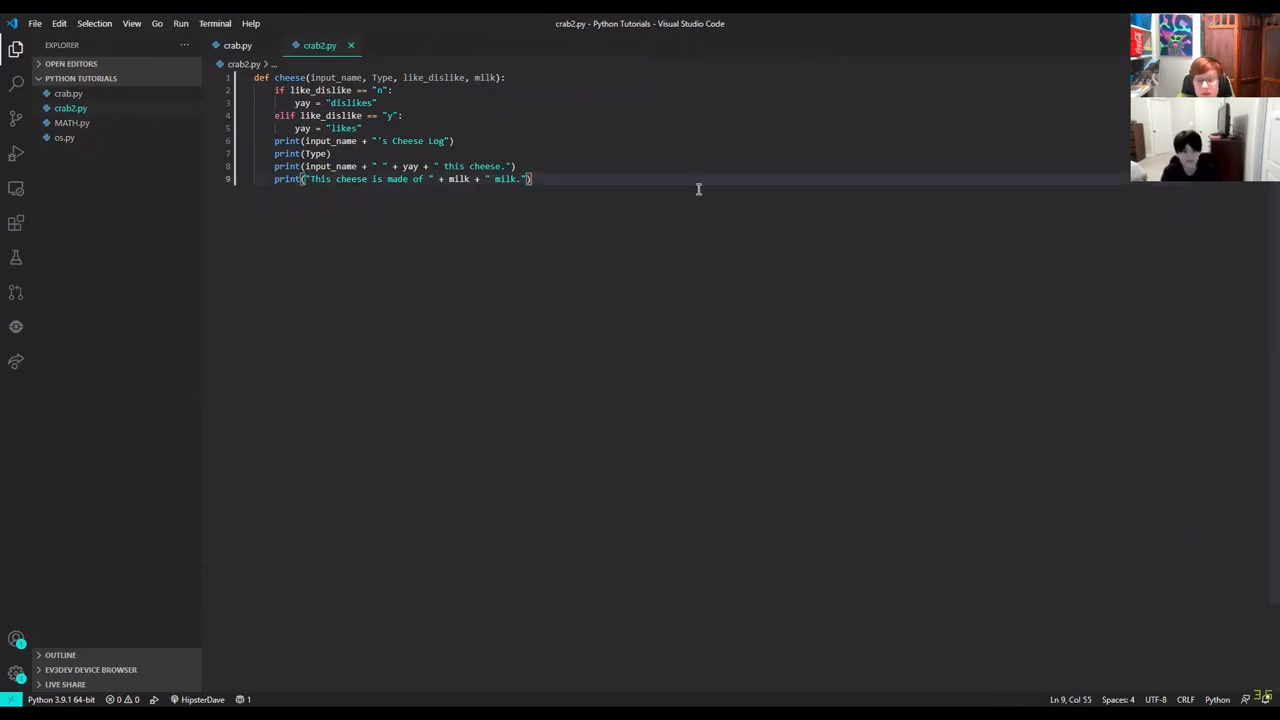 File Edit Selection View Go Run Terminal Help
crab2.py - Python Tutorials - Visual Studio Code
EXPLORER
OPEN EDITORS
PYTHON TUTORIALS
crab.py
crab2.py
MATH.py
os.py
OUTLINE
EV3DEV DEVICE BROWSER
LIVE SHARE
crab.py crab2.py
crab2.py > ...
1 def cheese(input_name, Type, like_dislike, milk):
2 if like_dislike == "n":
3 yay = "dislikes"
4 elif like_dislike == "y":
5 yay = "likes"
6 print(input_name + "'s Cheese Log")
7 print(Type)
8 print(input_name + " " + yay + " this cheese.")
9 print("This cheese is made of " + milk + " milk.")
1
1
Python 3.9.1 64-bit 0 0 HipsterDave 1
Ln 9, Col 55 Spaces: 4 UTF-8 CRLF Python